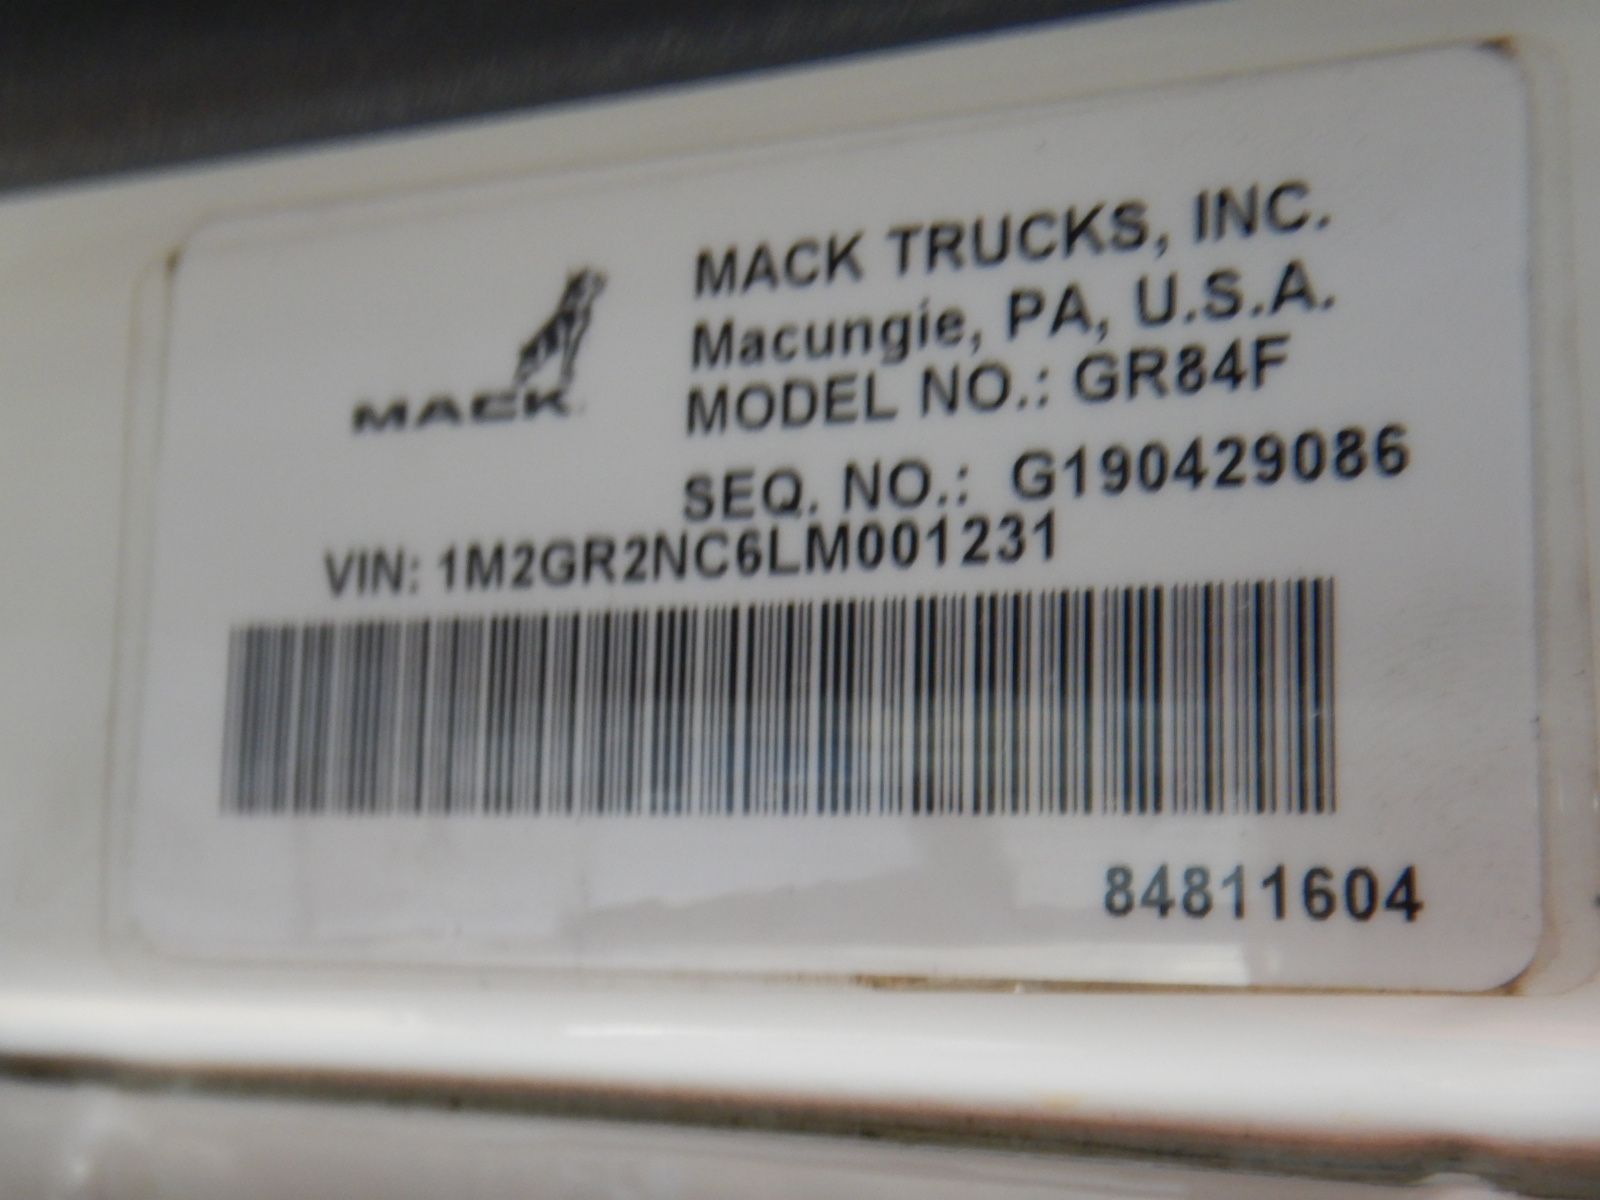 MACK TRUCKS, INC.
Macungie, PA, U.S.A.
MACK
MODEL NO.: GR84F
SEQ. NO.: G190429086
VIN: 1M2GR2NC6LM001231
84811604